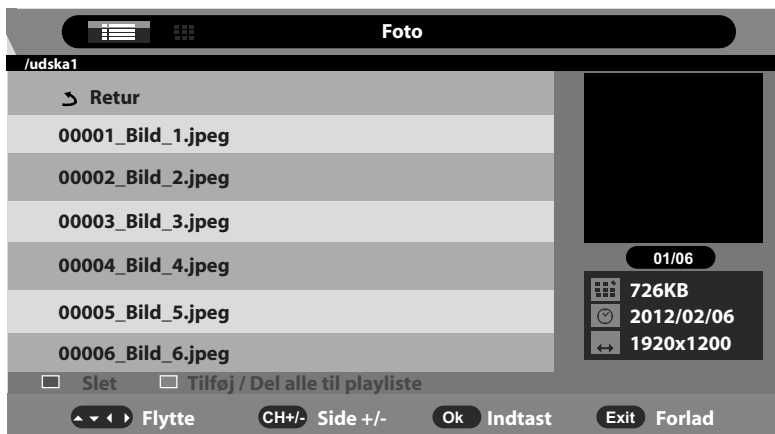 Foto
/udska1
Retur
00001_Bild_1.jpeg
00002_Bild_2.jpeg
00003_Bild_3.jpeg
00004_Bild_4.jpeg
00005_Bild_5.jpeg
00006_Bild_6.jpeg
01/06
726KB
2012/02/06
1920x1200
Slet Tilføj / Del alle til playliste
Flytte CH+/- Side +/- Ok Indtast Exit Forlad